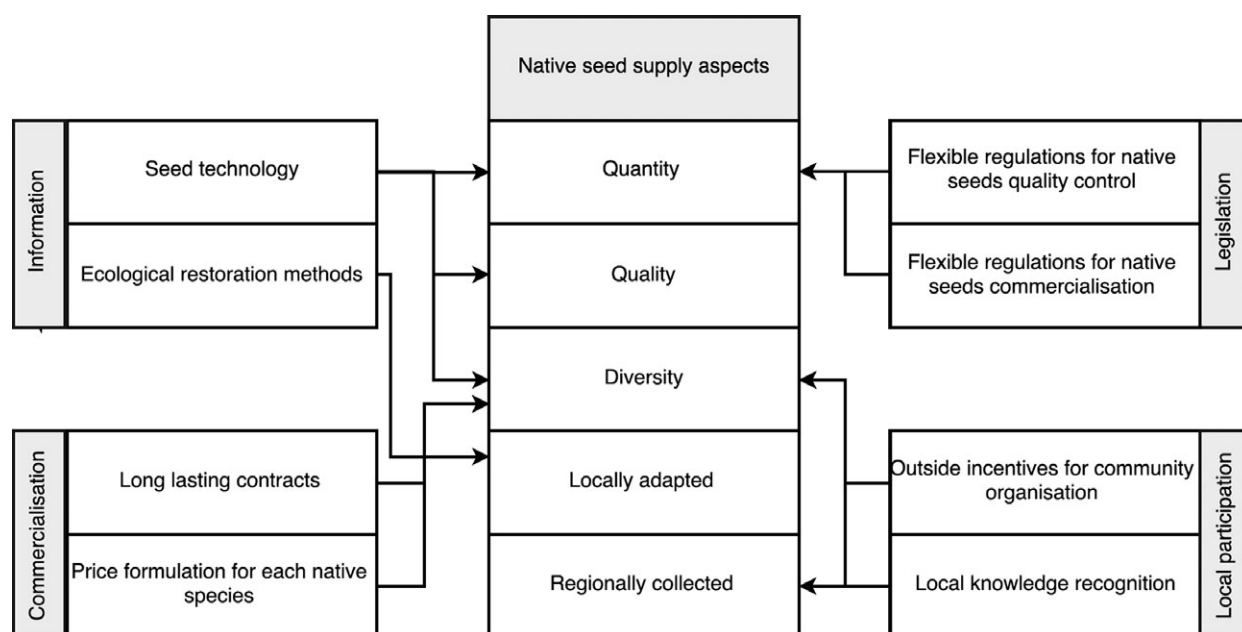 Native seed supply aspects
Information
Seed technology
Ecological restoration methods
Commercialisation
Long lasting contracts
Price formulation for each native
species
Quantity
Quality
Diversity
Locally adapted
Regionally collected
Flexible regulations for native
seeds quality control
Flexible regulations for native
seeds commercialisation
Legislation
Outside incentives for community
organisation
Local knowledge recognition
Local participation